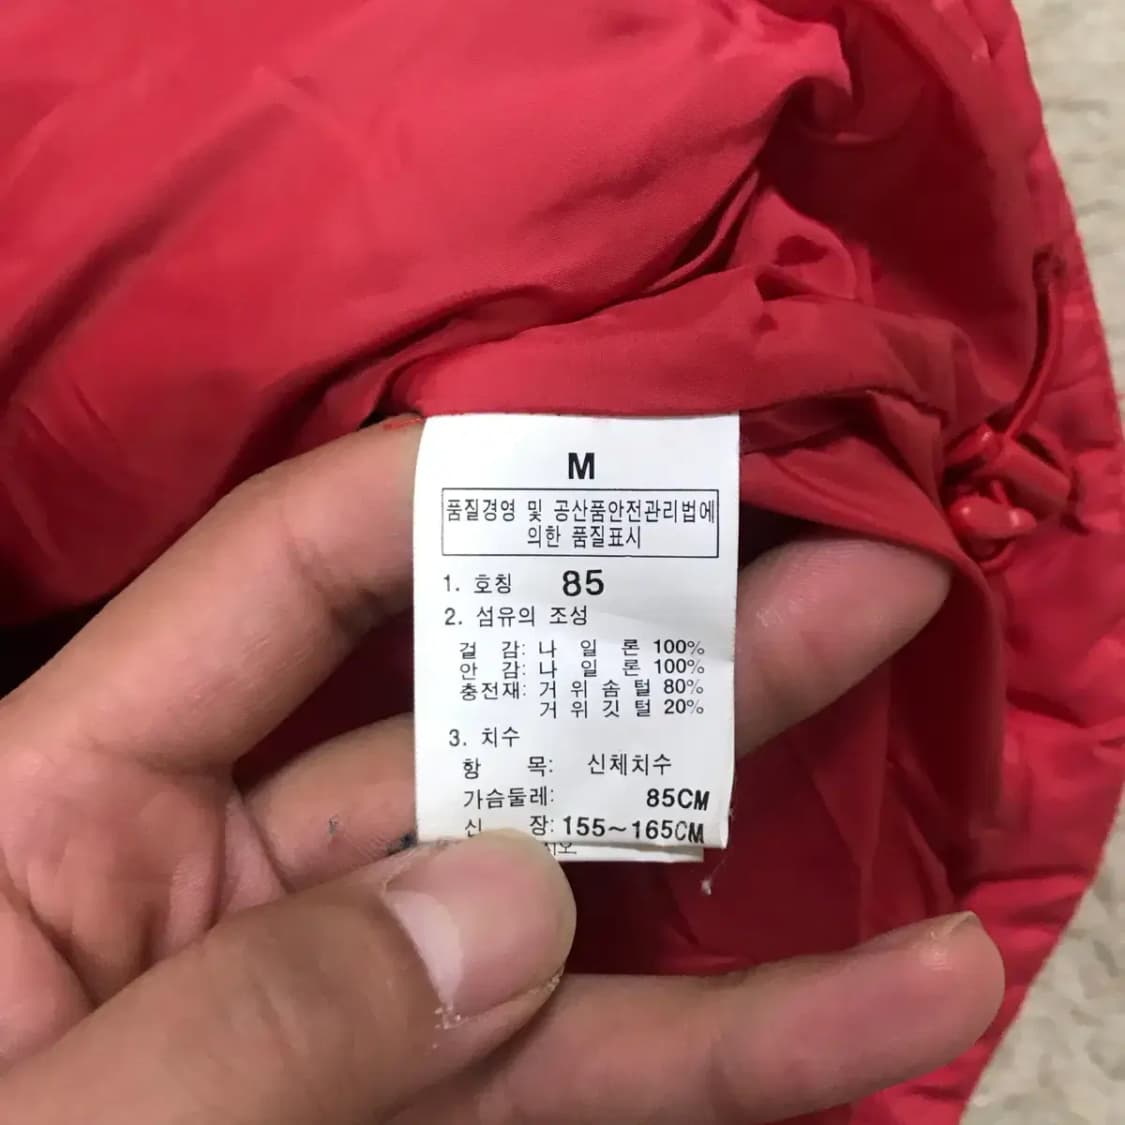 M
품질경영 및 공산품안전관리법에
의한 품질표시
1. 호칭 85
2. 섬유의 조성
걸 감: 나 일 론 100%
안 감: 나 일 론 100%
충전재: 거 위 솜 털 80%
거 위 깃 털 20%
3. 치수
항 목: 신체치수
가슴둘레: 85CM
신 장: 155~165CM